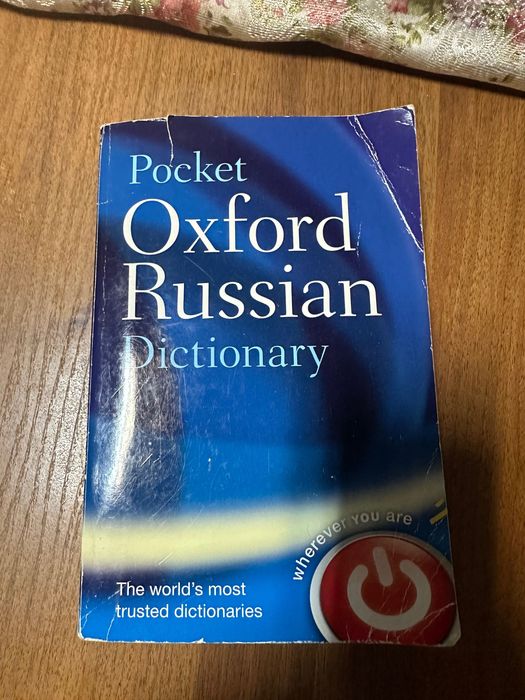 Pocket
Oxford
Russian
Dictionary
wherever YOU are
The world's most
trusted dictionaries